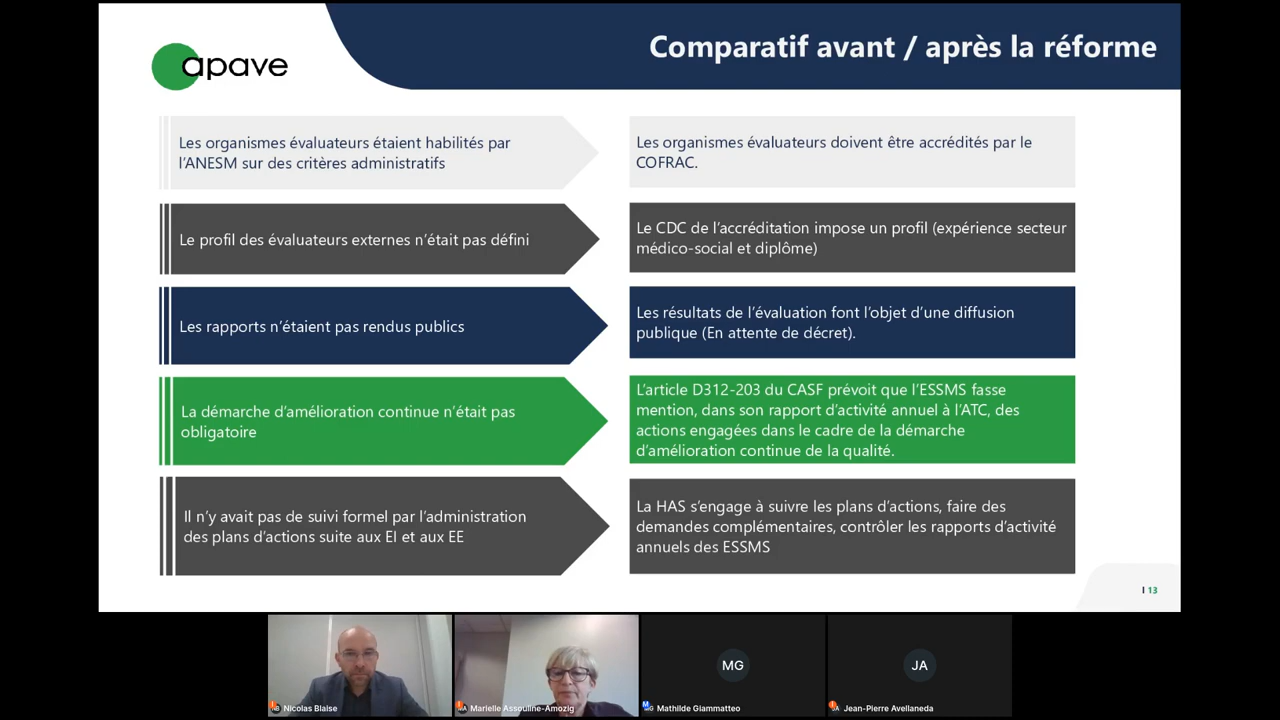 apave
Comparatif avant / après la réforme
Les organismes évaluateurs étaient habilités par
l'ANESM sur des critères administratifs
Les organismes évaluateurs doivent être accrédités par le
COFRAC.
Le profil des évaluateurs externes n'était pas défini
Le CDC de l'accréditation impose un profil (expérience secteur
médico-social et diplôme)
Les rapports n'étaient pas rendus publics
Les résultats de l'évaluation font l'objet d'une diffusion
publique (En attente de décret).
La démarche d'amélioration continue n'était pas
obligatoire
L'article D312-203 du CASF prévoit que l'ESSMS fasse
mention, dans son rapport d'activité annuel à l'ATC, des
actions engagées dans le cadre de la démarche
d'amélioration continue de la qualité.
Il n'y avait pas de suivi formel par l'administration
des plans d'actions suite aux EI et aux EE
La HAS s'engage à suivre les plans d'actions, faire des
demandes complémentaires, contrôler les rapports d'activité
annuels des ESSMS
I 13
MG
JA
Nicolas Blaise
Marielle Assouline-Amozig
Mathilde Giammatteo
Jean-Pierre Avellaneda